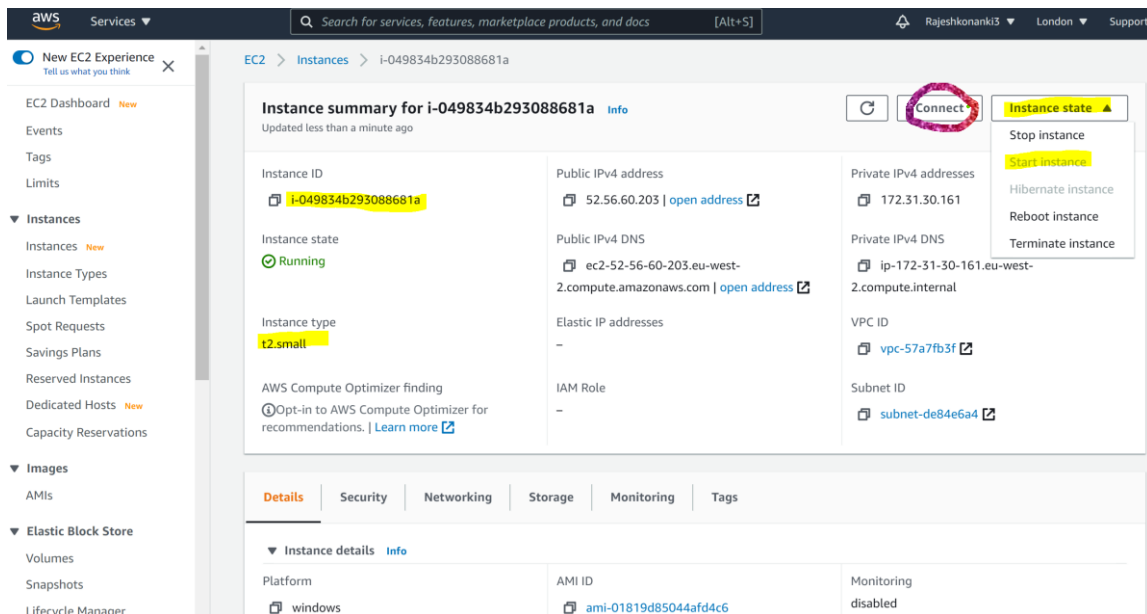 aws Services ▼ Search for services, features, marketplace products, and docs [Alt+S] Rajeshkonanki3 ▼ London ▼ Support
New EC2 Experience
Tell us what you think
EC2 Dashboard New
Events
Tags
Limits
▼ Instances
Instances New
Instance Types
Launch Templates
Spot Requests
Savings Plans
Reserved Instances
Dedicated Hosts New
Capacity Reservations
▼ Images
AMIs
▼ Elastic Block Store
Volumes
Snapshots
Lifecycle Manager
EC2 > Instances > i-049834b293088681a
Instance summary for i-049834b293088681a Info
Updated less than a minute ago
Connect
Instance state ▲
Stop instance
Start instance
Hibernate instance
Reboot instance
Terminate instance
Instance ID
i-049834b293088681a
Public IPv4 address
52.56.60.203 | open address
Private IPv4 addresses
172.31.30.161
Instance state
Running
Public IPv4 DNS
ec2-52-56-60-203.eu-west-
2.compute.amazonaws.com | open address
Private IPv4 DNS
ip-172-31-30-161.eu-west-
2.compute.internal
Instance type
t2.small
Elastic IP addresses
–
VPC ID
vpc-57a7fb3f
AWS Compute Optimizer finding
Opt-in to AWS Compute Optimizer for
recommendations. | Learn more
IAM Role
–
Subnet ID
subnet-de84e6a4
Details Security Networking Storage Monitoring Tags
▼ Instance details Info
Platform
windows
AMI ID
ami-01819d85044afd4c6
Monitoring
disabled